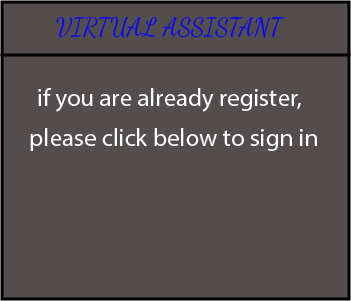 VIRTUAL ASSISTANT
if you are already register,
please click below to sign in